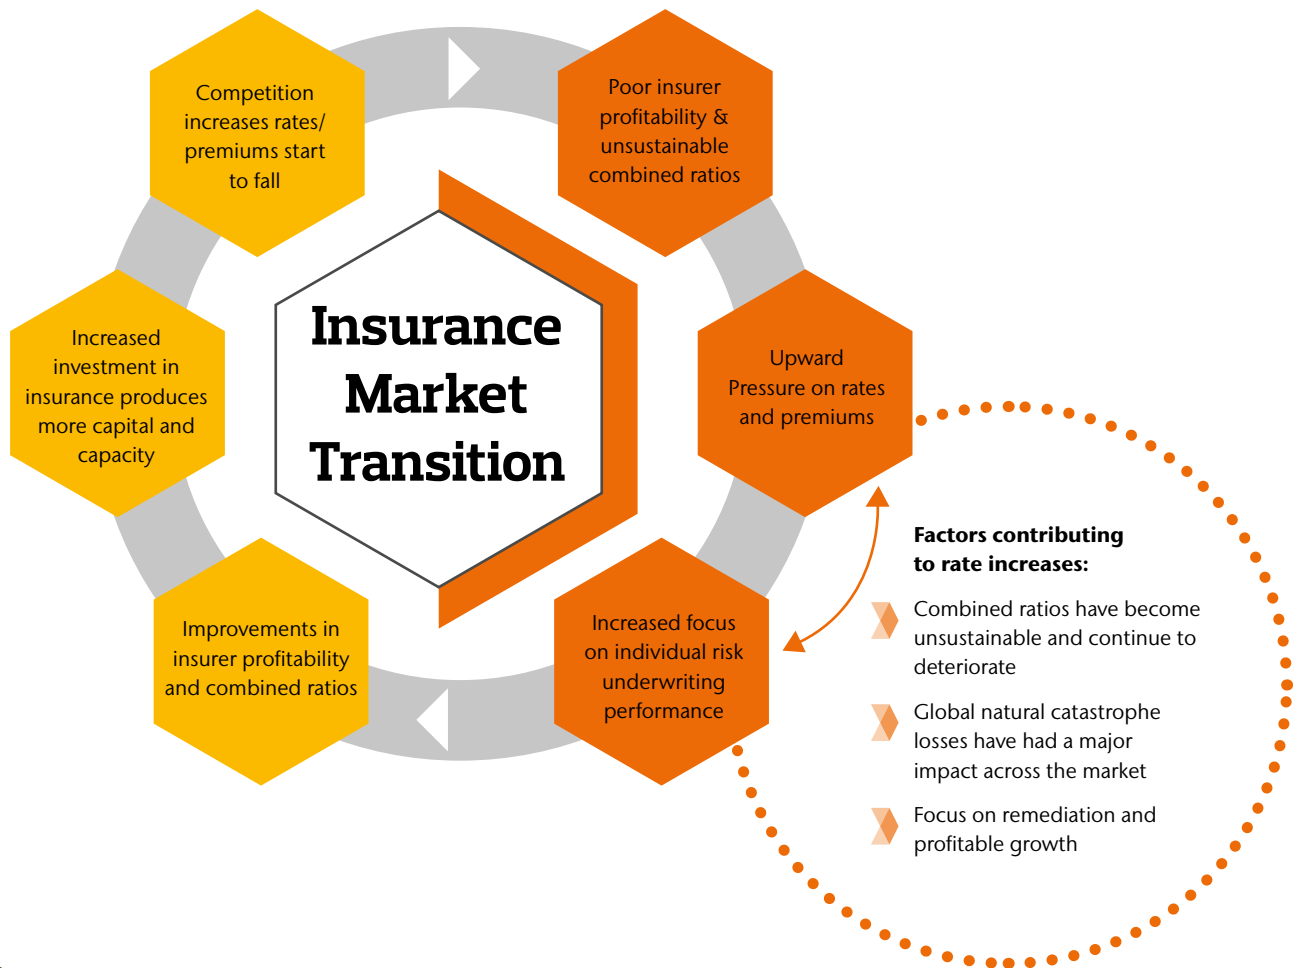 Competition
increases rates/
premiums start
to fall
Poor insurer
profitability &
unsustainable
combined ratios
Increased
investment in
insurance produces
more capital and
capacity
Insurance
Market
Transition
Upward
Pressure on rates
and premiums
Improvements in
insurer profitability
and combined ratios
Increased focus
on individual risk
underwriting
performance
Factors contributing
to rate increases:
Combined ratios have become
unsustainable and continue to
deteriorate
Global natural catastrophe
losses have had a major
impact across the market
Focus on remediation and
profitable growth